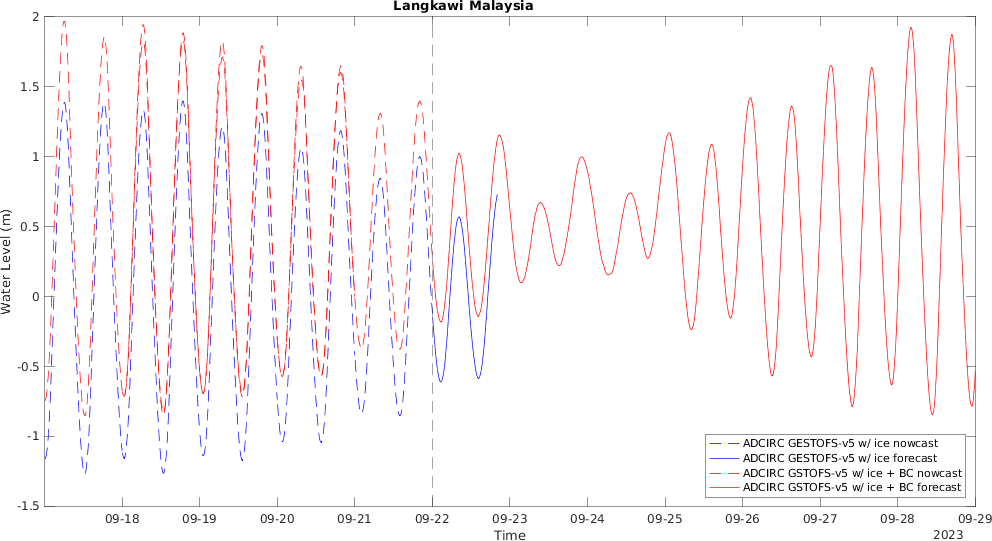 Langkawi Malaysia
2
1.5
1
0.5
0
-0.5
-1
-1.5
Water Level (m)
09-18 09-19 09-20 09-21 09-22 09-23 09-24 09-25 09-26 09-27 09-28 09-29
Time
2023
ADCIRC GESTOFS-v5 w/ ice nowcast
ADCIRC GESTOFS-v5 w/ ice forecast
ADCIRC GSTOFS-v5 w/ ice + BC nowcast
ADCIRC GSTOFS-v5 w/ ice + BC forecast